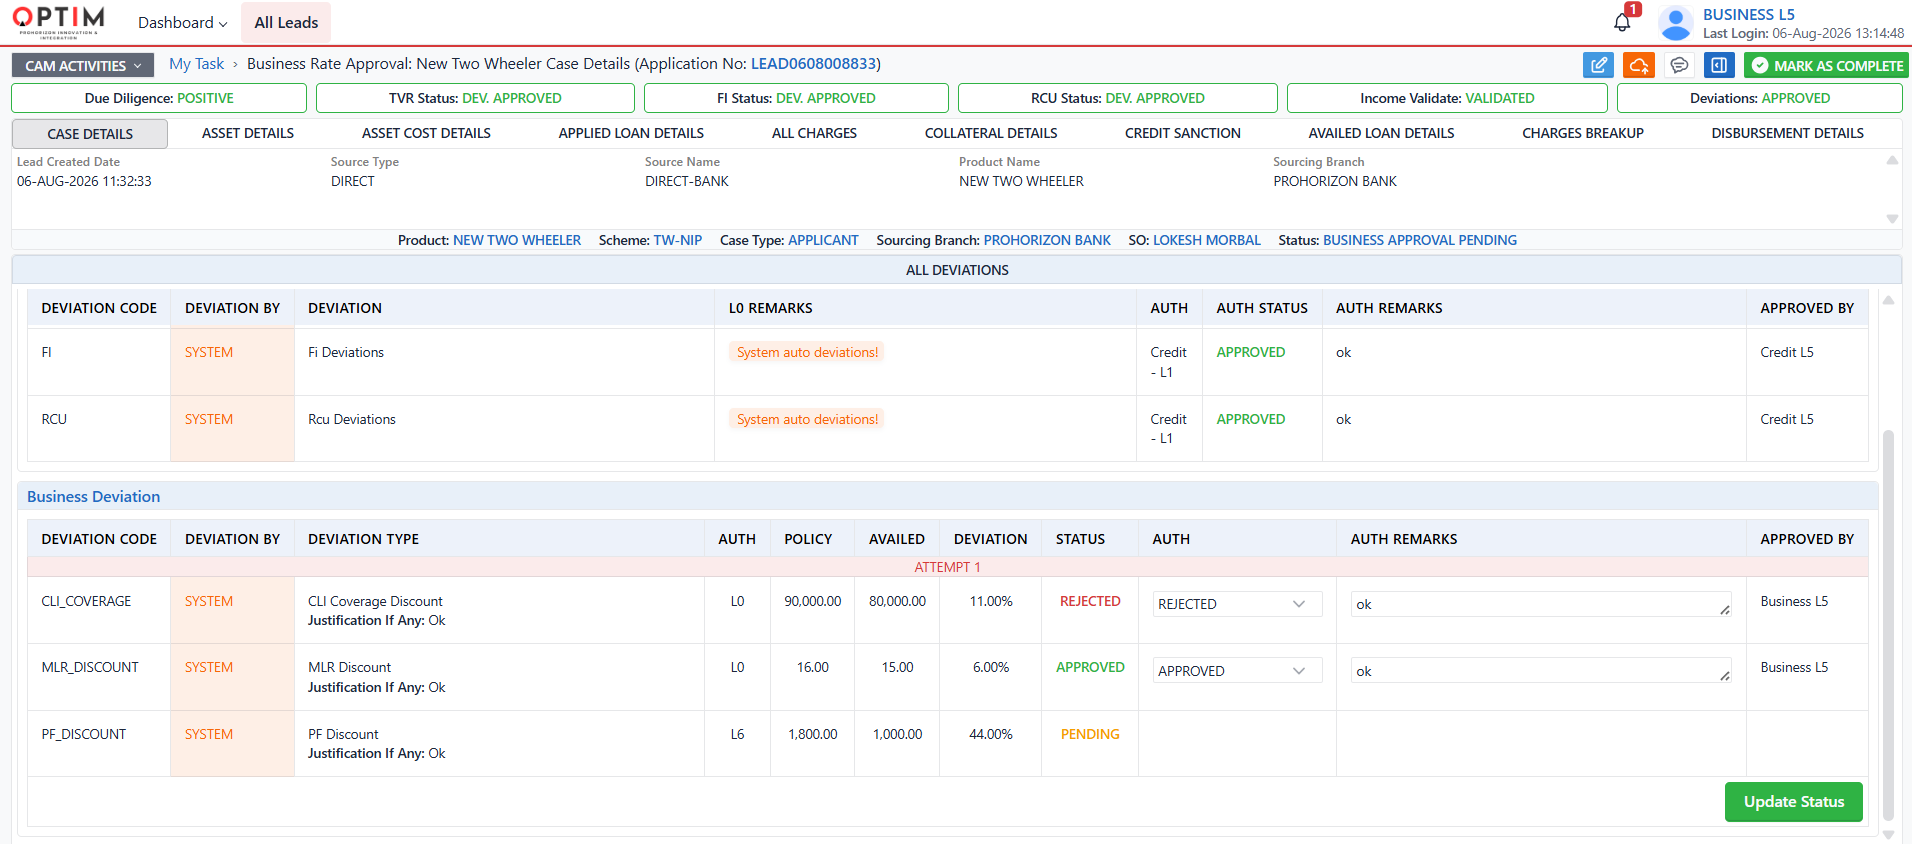 OPTIM
PROHORIZON INNOVATION & INTEGRATION
Dashboard
All Leads
1
BUSINESS L5
Last Login: 06-Aug-2026 13:14:48
CAM ACTIVITIES
My Task › Business Rate Approval: New Two Wheeler Case Details (Application No: LEAD0608008833)
MARK AS COMPLETE
Due Diligence: POSITIVE
TVR Status: DEV. APPROVED
FI Status: DEV. APPROVED
RCU Status: DEV. APPROVED
Income Validate: VALIDATED
Deviations: APPROVED
CASE DETAILS
ASSET DETAILS
ASSET COST DETAILS
APPLIED LOAN DETAILS
ALL CHARGES
COLLATERAL DETAILS
CREDIT SANCTION
AVAILED LOAN DETAILS
CHARGES BREAKUP
DISBURSEMENT DETAILS
Lead Created Date
06-AUG-2026 11:32:33
Source Type
DIRECT
Source Name
DIRECT-BANK
Product Name
NEW TWO WHEELER
Sourcing Branch
PROHORIZON BANK
Product: NEW TWO WHEELER Scheme: TW-NIP Case Type: APPLICANT Sourcing Branch: PROHORIZON BANK SO: LOKESH MORBAL Status: BUSINESS APPROVAL PENDING
ALL DEVIATIONS
DEVIATION CODE DEVIATION BY DEVIATION L0 REMARKS AUTH AUTH STATUS AUTH REMARKS APPROVED BY
FI SYSTEM Fi Deviations System auto deviations! Credit - L1 APPROVED ok Credit L5
RCU SYSTEM Rcu Deviations System auto deviations! Credit - L1 APPROVED ok Credit L5
Business Deviation
DEVIATION CODE DEVIATION BY DEVIATION TYPE AUTH POLICY AVAILED DEVIATION STATUS AUTH AUTH REMARKS APPROVED BY
ATTEMPT 1
CLI_COVERAGE SYSTEM CLI Coverage Discount L0 90,000.00 80,000.00 11.00% REJECTED REJECTED ok Business L5
Justification If Any: Ok
MLR_DISCOUNT SYSTEM MLR Discount L0 16.00 15.00 6.00% APPROVED APPROVED ok Business L5
Justification If Any: Ok
PF_DISCOUNT SYSTEM PF Discount L6 1,800.00 1,000.00 44.00% PENDING
Justification If Any: Ok
Update Status